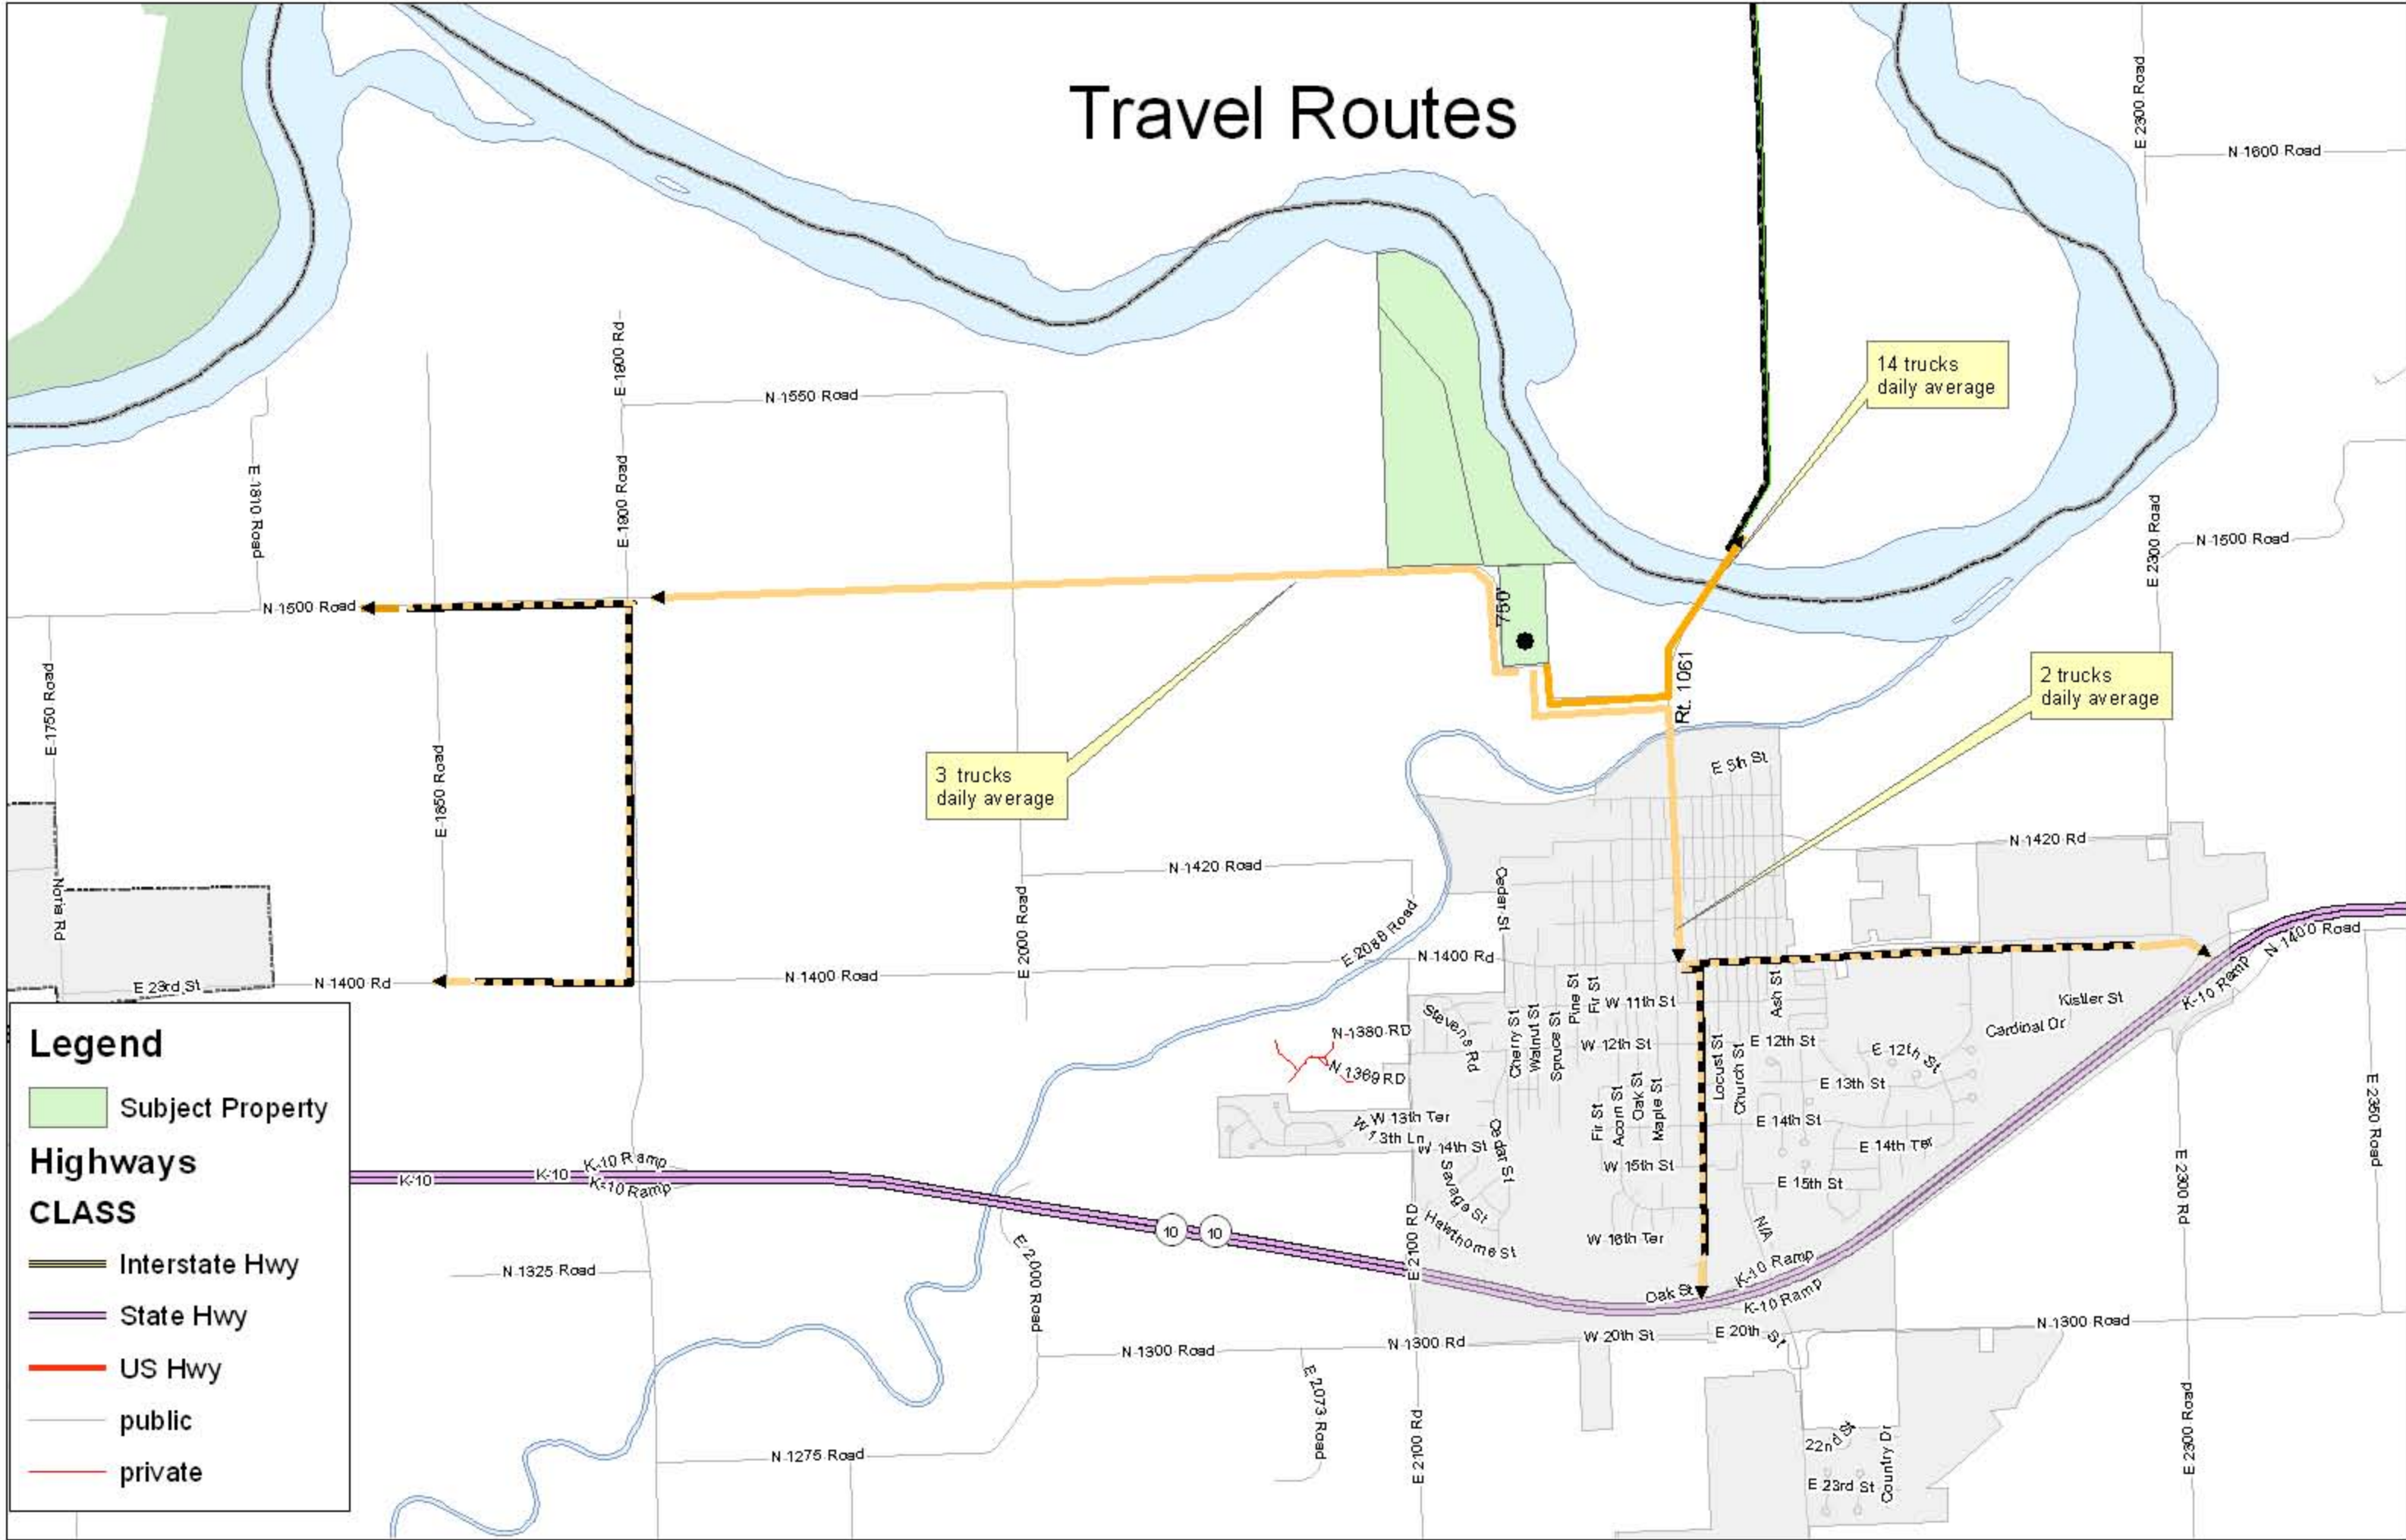 Travel Routes
E 2300 Road
N 1600 Road
E 1900 Rd
14 trucks
daily average
N 1550 Road
E 1810 Road
E 1900 Road
E 2300 Road
N 1500 Road
N 1500 Road
750'
Rt. 1061
2 trucks
daily average
E 1750 Road
E 1850 Road
3 trucks
daily average
E 5th St
N 1420 Rd
N 1420 Road
Cedar St
Noria Rd
E 2000 Road
E 2088 Road
N 1400 Road
N 1400 Rd
N 1400 Road
E 23rd St
N 1400 Rd
K-10 Ramp
Ash St
Pine St
Fir St
W 11th St
Kistler St
Cardinal Dr
Stevens Rd
N 1380 RD
N 1369 RD
Cherry St
Walnut St
Spruce St
W 12th St
Locust St
Church St
E 12th St
E 12th St
E 13th St
Fir St
Acorn St
Oak St
Maple St
W 13th Ter
W 13th Ln
W 14th St
Cedar St
E 14th St
E 14th Ter
W 15th St
E 15th St
Savage St
Hawthorne St
W 16th Ter
N/A
E 2350 Road
E 2300 Rd
Legend
Subject Property
Highways
CLASS
Interstate Hwy
State Hwy
US Hwy
public
private
K-10
K-10
K-10 Ramp
K-10 Ramp
10
10
E 2100 RD
E 2000 Road
N 1325 Road
Oak St
K-10 Ramp
K-10 Ramp
N 1300 Road
N 1300 Rd
W 20th St
E 20th St
N 1300 Road
E 2073 Road
E 2100 Rd
N 1275 Road
22nd St
E 23rd St
Country Dr
E 2300 Road